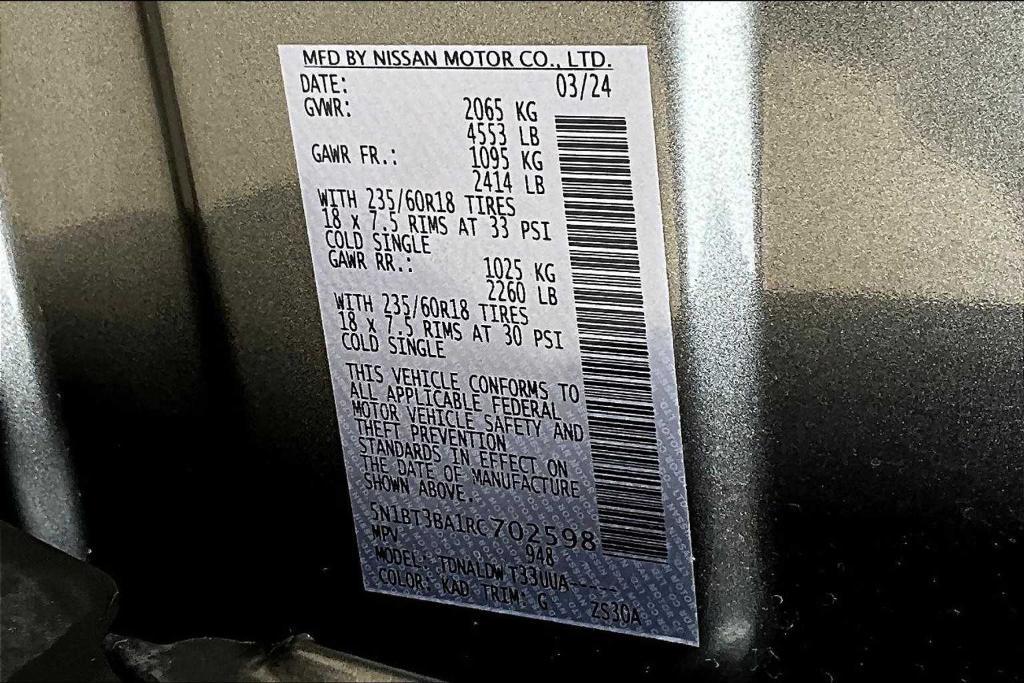 MFD BY NISSAN MOTOR CO., LTD.
DATE: 03/24
GVWR: 2065 KG
4553 LB
GAWR FR.: 1095 KG
2414 LB
WITH 235/60R18 TIRES
18 x 7.5 RIMS AT 33 PSI
COLD SINGLE
GAWR RR.: 1025 KG
2260 LB
WITH 235/60R18 TIRES
18 x 7.5 RIMS AT 30 PSI
COLD SINGLE
THIS VEHICLE CONFORMS TO
ALL APPLICABLE FEDERAL
MOTOR VEHICLE SAFETY AND
THEFT PREVENTION
STANDARDS IN EFFECT ON
THE DATE OF MANUFACTURE
SHOWN ABOVE.
5N1BT3BA1RC702598
MPV 948
MODEL: TDNALDW T33UUA-----
COLOR: KAD TRIM: G ZS30A